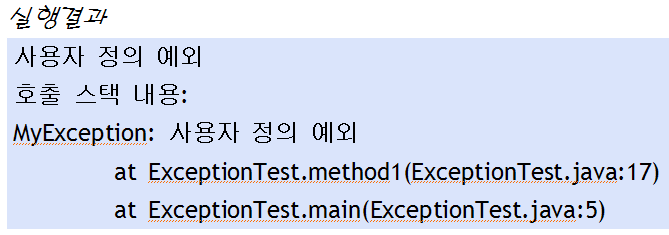 실행결과
사용자 정의 예외
호출 스택 내용:
MyException: 사용자 정의 예외
at ExceptionTest.method1(ExceptionTest.java:17)
at ExceptionTest.main(ExceptionTest.java:5)